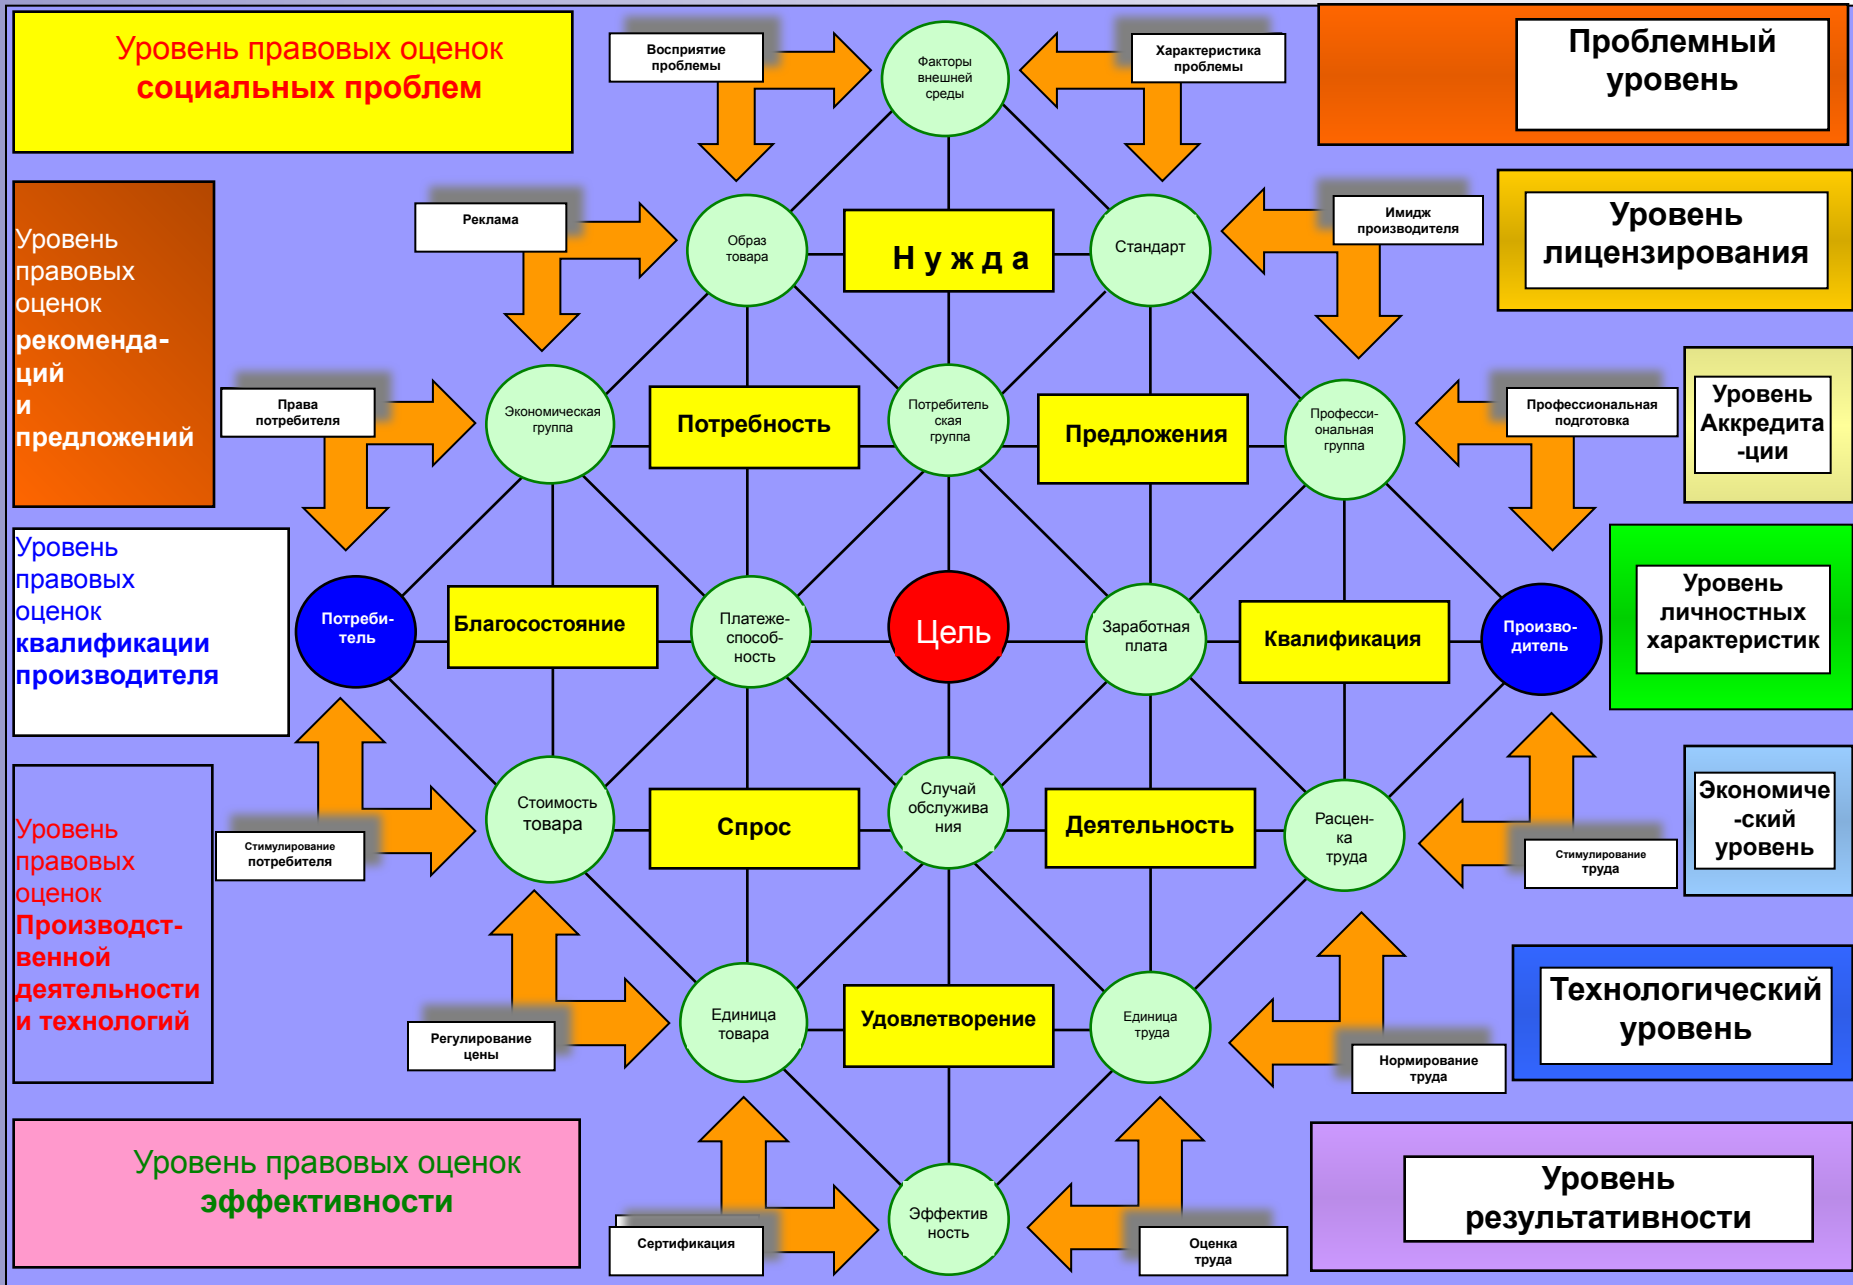 Уровень правовых оценок
социальных проблем
Восприятие
проблемы
Факторы
внешней
среды
Характеристика
проблемы
Проблемный
уровень
Уровень
правовых
оценок
рекоменда-
ций
и
предложений
Реклама
Образ
товара
Н у ж д а
Стандарт
Имидж
производителя
Уровень
лицензирования
Права
потребителя
Экономическая
группа
Потребность
Потребитель
ская
группа
Предложения
Професси-
ональная
группа
Профессиональная
подготовка
Уровень
Аккредита
-ции
Уровень
правовых
оценок
квалификации
производителя
Потреби-
тель
Благосостояние
Платеже-
способ-
ность
Цель
Заработная
плата
Квалификация
Произво-
дитель
Уровень
личностных
характеристик
Уровень
правовых
оценок
Производст-
венной
деятельности
и технологий
Стимулирование
потребителя
Стоимость
товара
Спрос
Случай
обслужива
ния
Деятельность
Расцен-
ка
труда
Стимулирование
труда
Экономиче
-ский
уровень
Регулирование
цены
Единица
товара
Удовлетворение
Единица
труда
Нормирование
труда
Технологический
уровень
Уровень правовых оценок
эффективности
Сертификация
Эффектив
ность
Оценка
труда
Уровень
результативности